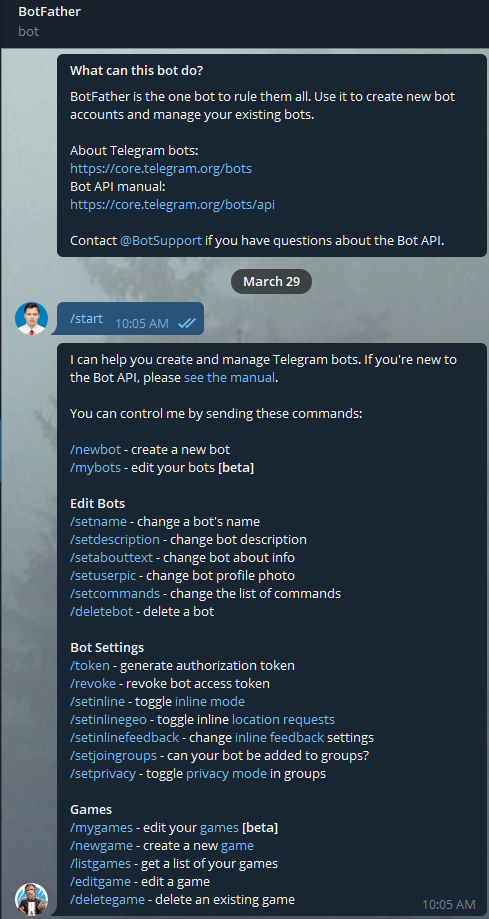 BotFather
bot
What can this bot do?
BotFather is the one bot to rule them all. Use it to create new bot
accounts and manage your existing bots.
About Telegram bots:
https://core.telegram.org/bots
Bot API manual:
https://core.telegram.org/bots/api
Contact @BotSupport if you have questions about the Bot API.
March 29
/start 10:05 AM
I can help you create and manage Telegram bots. If you're new to
the Bot API, please see the manual.
You can control me by sending these commands:
/newbot - create a new bot
/mybots - edit your bots [beta]
Edit Bots
/setname - change a bot's name
/setdescription - change bot description
/setabouttext - change bot about info
/setuserpic - change bot profile photo
/setcommands - change the list of commands
/deletebot - delete a bot
Bot Settings
/token - generate authorization token
/revoke - revoke bot access token
/setinline - toggle inline mode
/setinlinegeo - toggle inline location requests
/setinlinefeedback - change inline feedback settings
/setjoingroups - can your bot be added to groups?
/setprivacy - toggle privacy mode in groups
Games
/mygames - edit your games [beta]
/newgame - create a new game
/listgames - get a list of your games
/editgame - edit a game
/deletegame - delete an existing game
10:05 AM